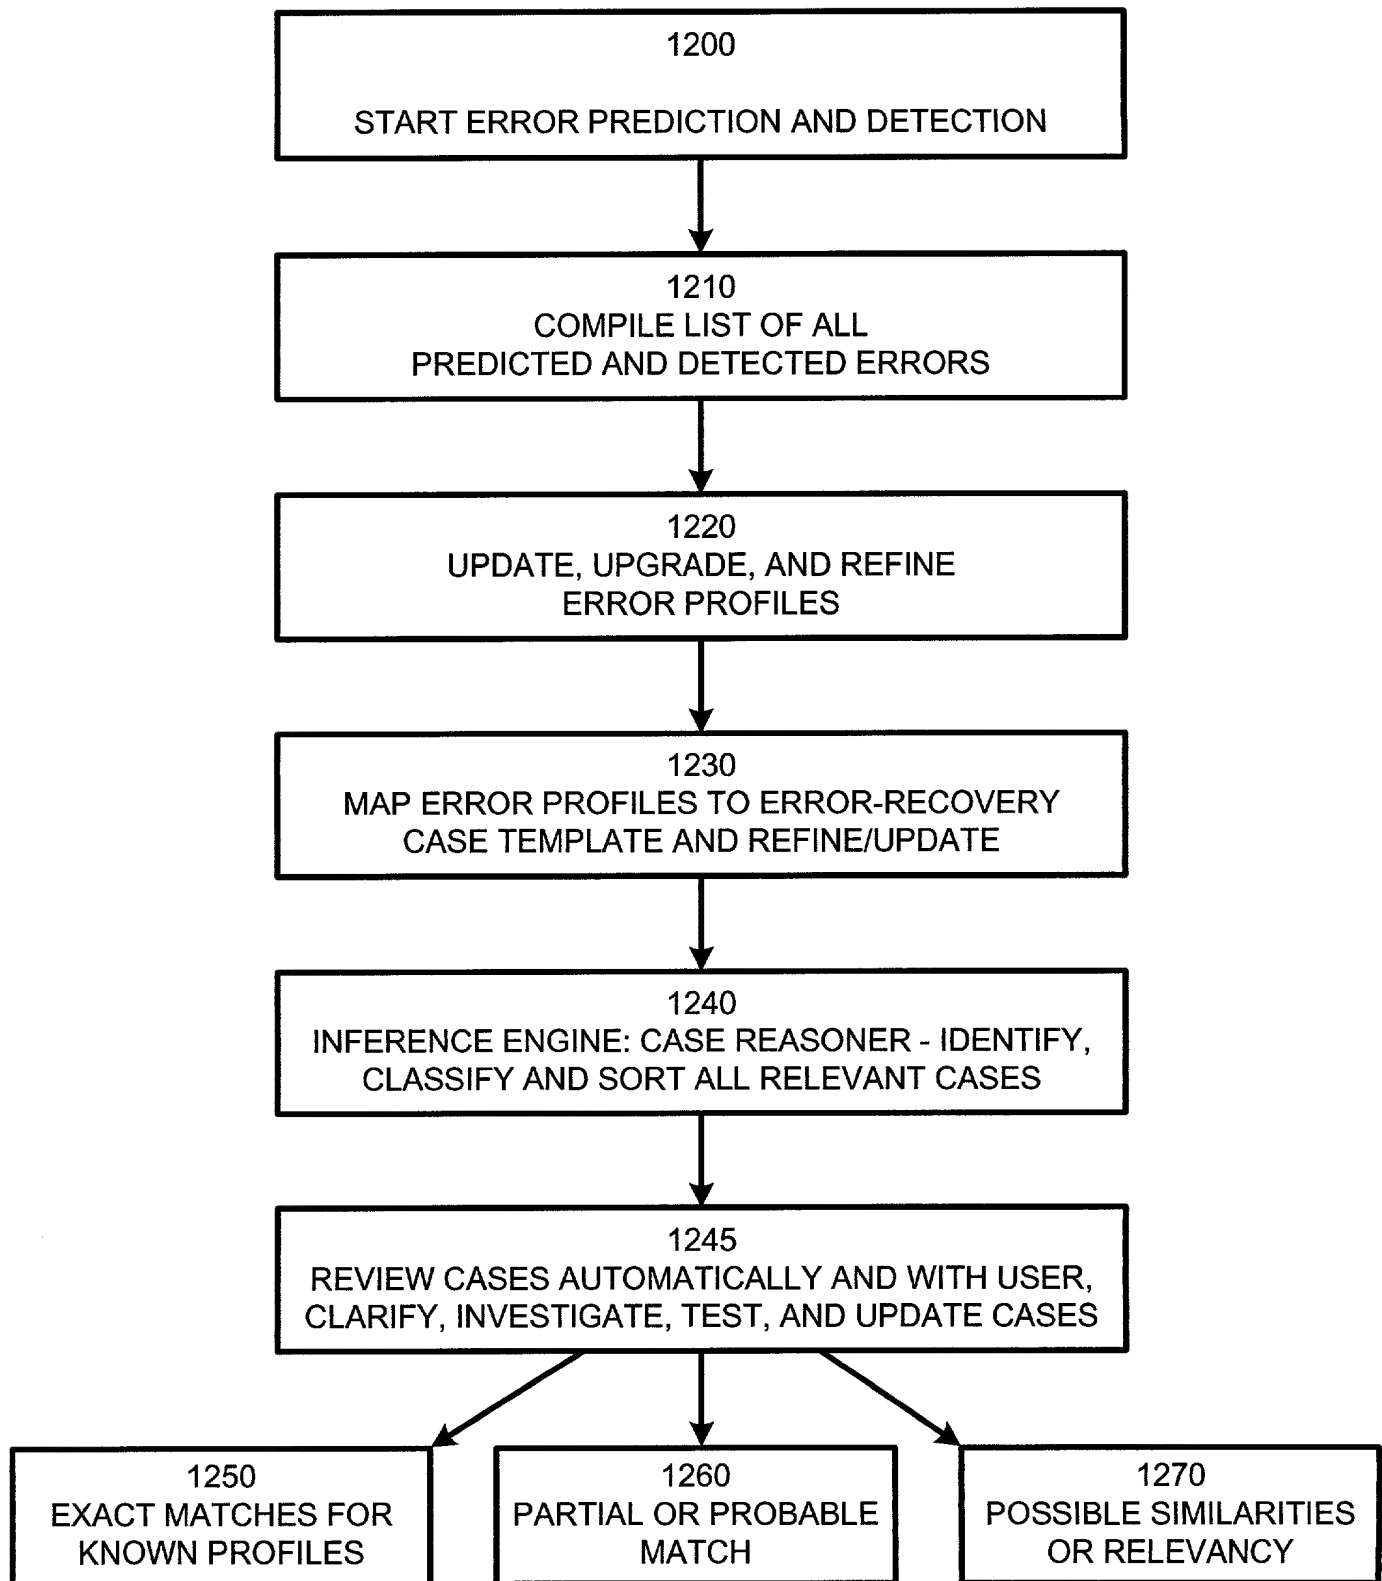 1200
START ERROR PREDICTION AND DETECTION
1210
COMPILE LIST OF ALL
PREDICTED AND DETECTED ERRORS
1220
UPDATE, UPGRADE, AND REFINE
ERROR PROFILES
1230
MAP ERROR PROFILES TO ERROR-RECOVERY
CASE TEMPLATE AND REFINE/UPDATE
1240
INFERENCE ENGINE: CASE REASONER - IDENTIFY,
CLASSIFY AND SORT ALL RELEVANT CASES
1245
REVIEW CASES AUTOMATICALLY AND WITH USER,
CLARIFY, INVESTIGATE, TEST, AND UPDATE CASES
1250
EXACT MATCHES FOR
KNOWN PROFILES
1260
PARTIAL OR PROBABLE
MATCH
1270
POSSIBLE SIMILARITIES
OR RELEVANCY